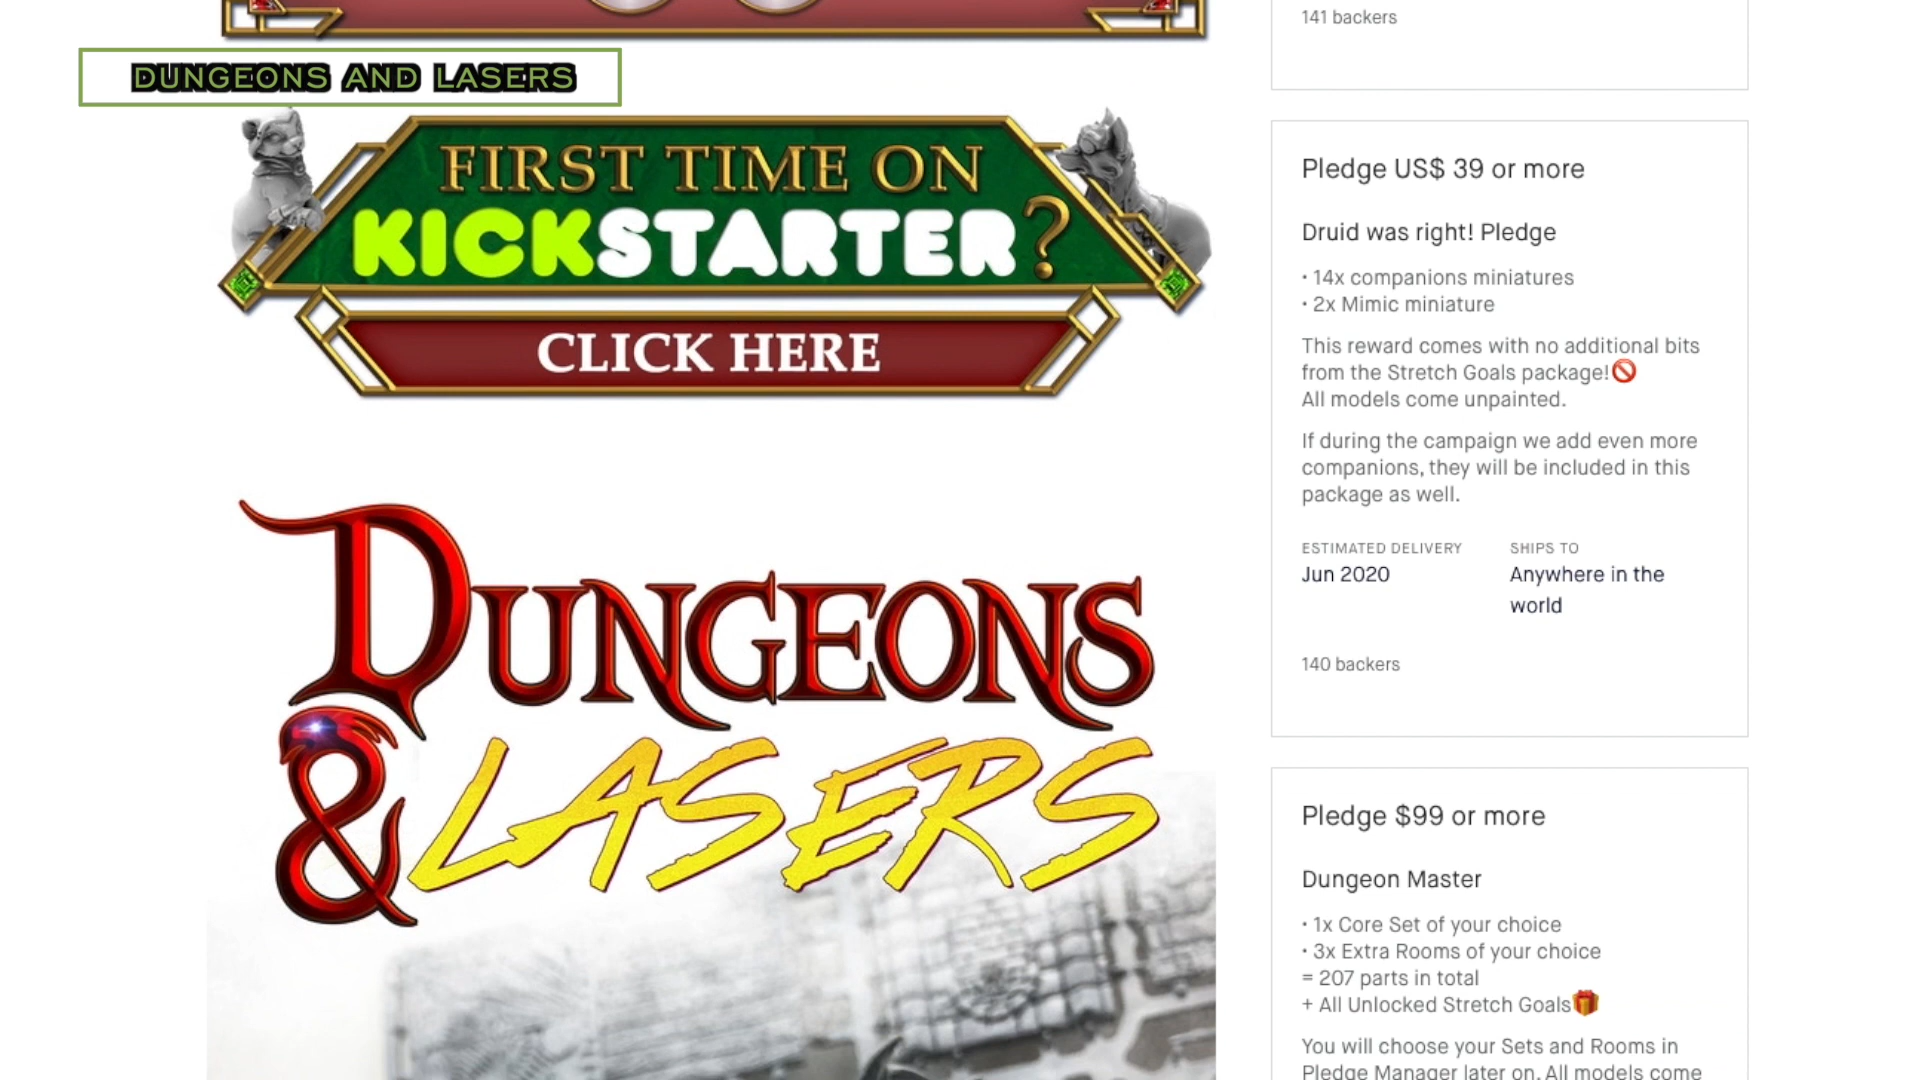 DUNGEONS AND LASERS
FIRST TIME ON
KICKSTARTER?
CLICK HERE
DUNGEONS
& LASERS
141 backers
Pledge US$ 39 or more
Druid was right! Pledge
• 14x companions miniatures
• 2x Mimic miniature
This reward comes with no additional bits
from the Stretch Goals package!🚫
All models come unpainted.
If during the campaign we add even more
companions, they will be included in this
package as well.
ESTIMATED DELIVERY
Jun 2020
SHIPS TO
Anywhere in the
world
140 backers
Pledge $99 or more
Dungeon Master
• 1x Core Set of your choice
• 3x Extra Rooms of your choice
= 207 parts in total
+ All Unlocked Stretch Goals🎁
You will choose your Sets and Rooms in
Pledge Manager later on. All models come